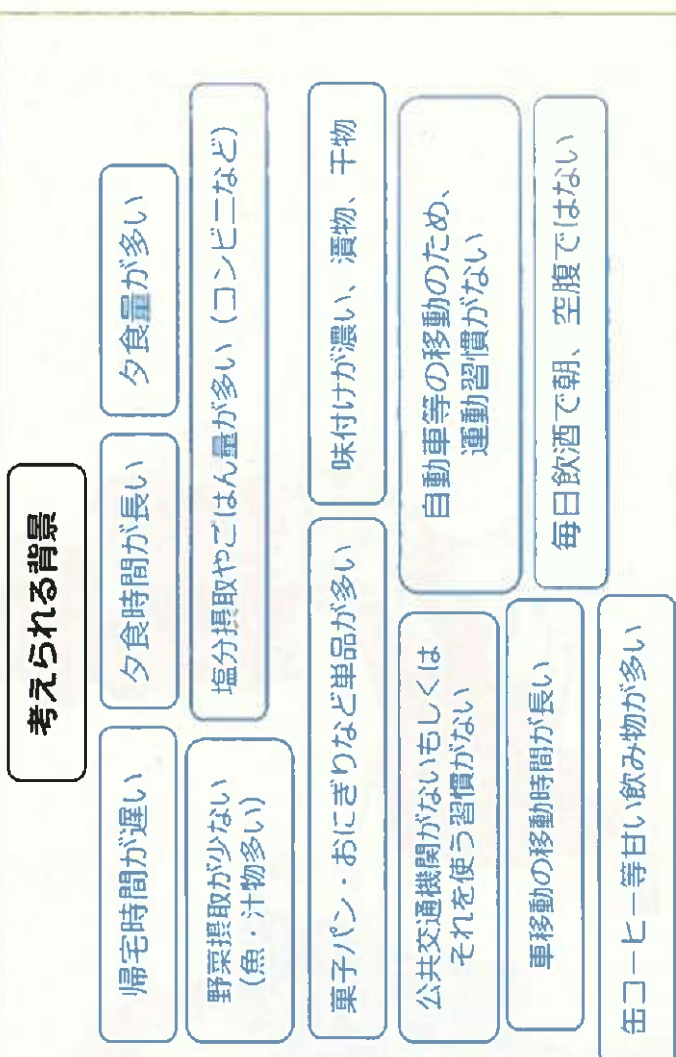 考えられる背景
帰宅時間が遅い
夕食時間が長い
夕食量が多い
野菜摂取が少ない
(魚・汁物多い)
塩分摂取やごはん量が多い（コンビニなど）
菓子パン・おにぎりなど単品が多い
味付けが濃い、漬物、干物
公共交通機関がないもしくは
それを使う習慣がない
自動車等の移動のため、
運動習慣がない
車移動の移動時間が長い
毎日飲酒で朝、空腹ではない
缶コーヒー等甘い飲み物が多い